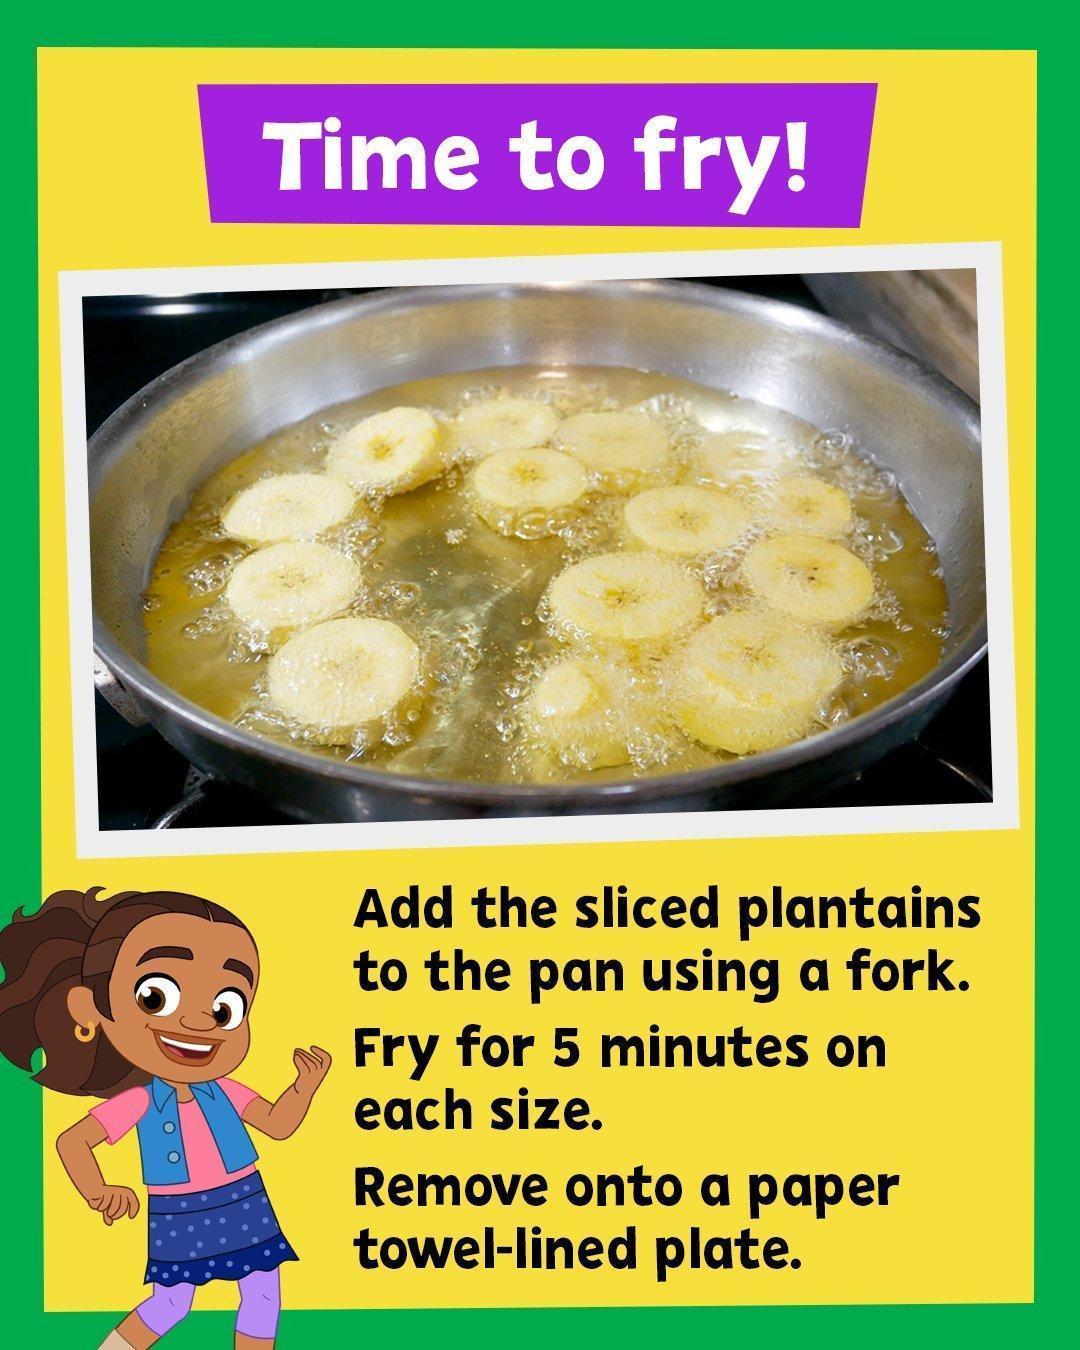 Time to fry!
Add the sliced plantains
to the pan using a fork.
Fry for 5 minutes on
each size.
Remove onto a paper
towel-lined plate.